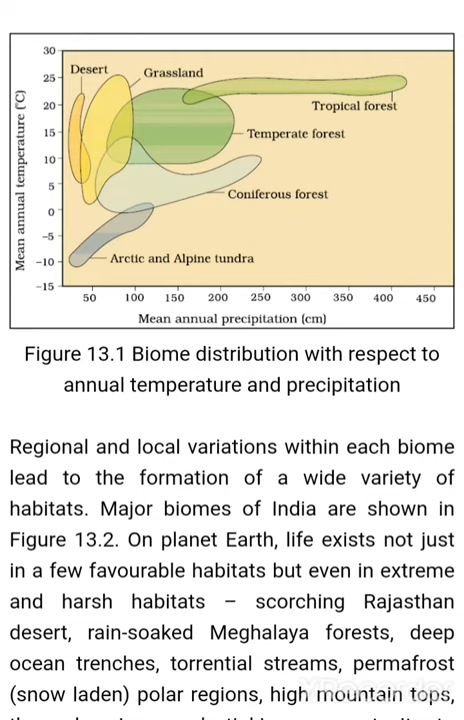 30
25
20
15
10
5
0
−5
−10
−15
Mean annual temperature (°C)
Desert
Grassland
Tropical forest
Temperate forest
Coniferous forest
Arctic and Alpine tundra
50 100 150 200 250 300 350 400 450
Mean annual precipitation (cm)
Figure 13.1 Biome distribution with respect to
annual temperature and precipitation
Regional and local variations within each biome
lead to the formation of a wide variety of
habitats. Major biomes of India are shown in
Figure 13.2. On planet Earth, life exists not just
in a few favourable habitats but even in extreme
and harsh habitats – scorching Rajasthan
desert, rain-soaked Meghalaya forests, deep
ocean trenches, torrential streams, permafrost
(snow laden) polar regions, high mountain tops,